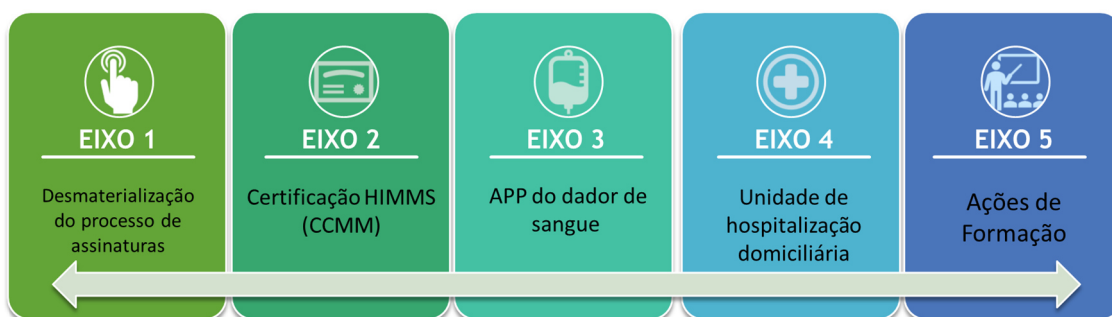 EIXO 1
Desmaterialização
do processo de
assinaturas
EIXO 2
Certificação HIMMS
(CCMM)
EIXO 3
APP do dador de
sangue
EIXO 4
Unidade de
hospitalização
domiciliária
EIXO 5
Ações de
Formação